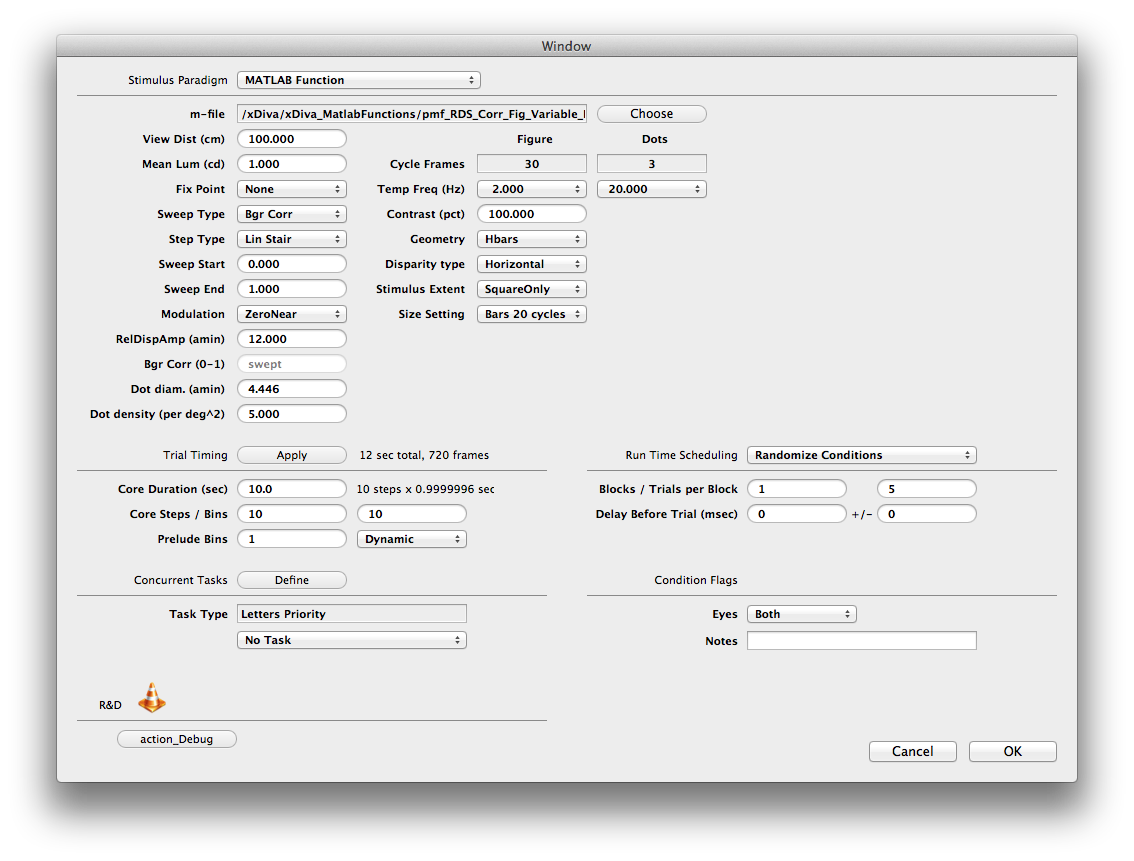 Window
Stimulus Paradigm MATLAB Function
m-file /xDiva/xDiva_MatlabFunctions/pmf_RDS_Corr_Fig_Variable_ Choose
View Dist (cm) 100.000 Figure Dots
Mean Lum (cd) 1.000 Cycle Frames 30 3
Fix Point None Temp Freq (Hz) 2.000 20.000
Sweep Type Bgr Corr Contrast (pct) 100.000
Step Type Lin Stair Geometry Hbars
Sweep Start 0.000 Disparity type Horizontal
Sweep End 1.000 Stimulus Extent SquareOnly
Modulation ZeroNear Size Setting Bars 20 cycles
RelDispAmp (amin) 12.000
Bgr Corr (0-1) swept
Dot diam. (amin) 4.446
Dot density (per deg^2) 5.000
Trial Timing Apply 12 sec total, 720 frames Run Time Scheduling Randomize Conditions
Core Duration (sec) 10.0 10 steps x 0.9999996 sec Blocks / Trials per Block 1 5
Core Steps / Bins 10 10 Delay Before Trial (msec) 0 +/- 0
Prelude Bins 1 Dynamic
Concurrent Tasks Define Condition Flags
Task Type Letters Priority Eyes Both
No Task Notes
R&D
action_Debug
Cancel OK